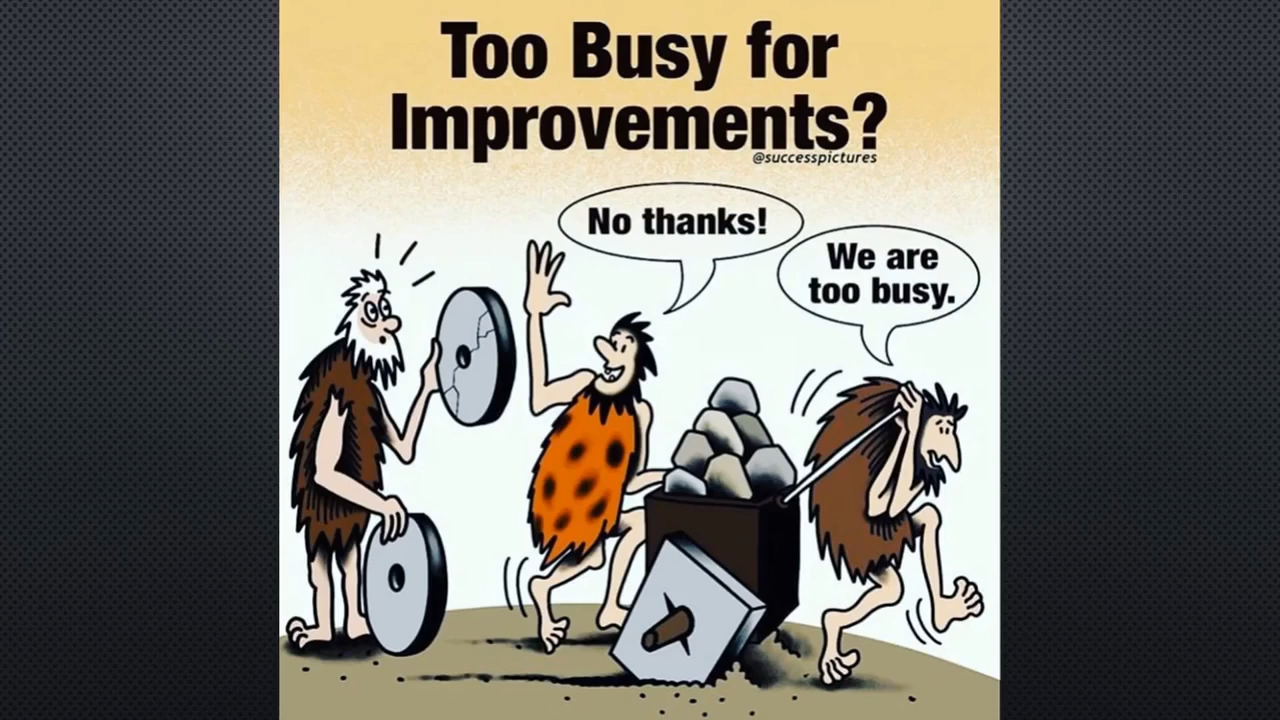 Too Busy for
Improvements?
@successpictures
No thanks!
We are
too busy.